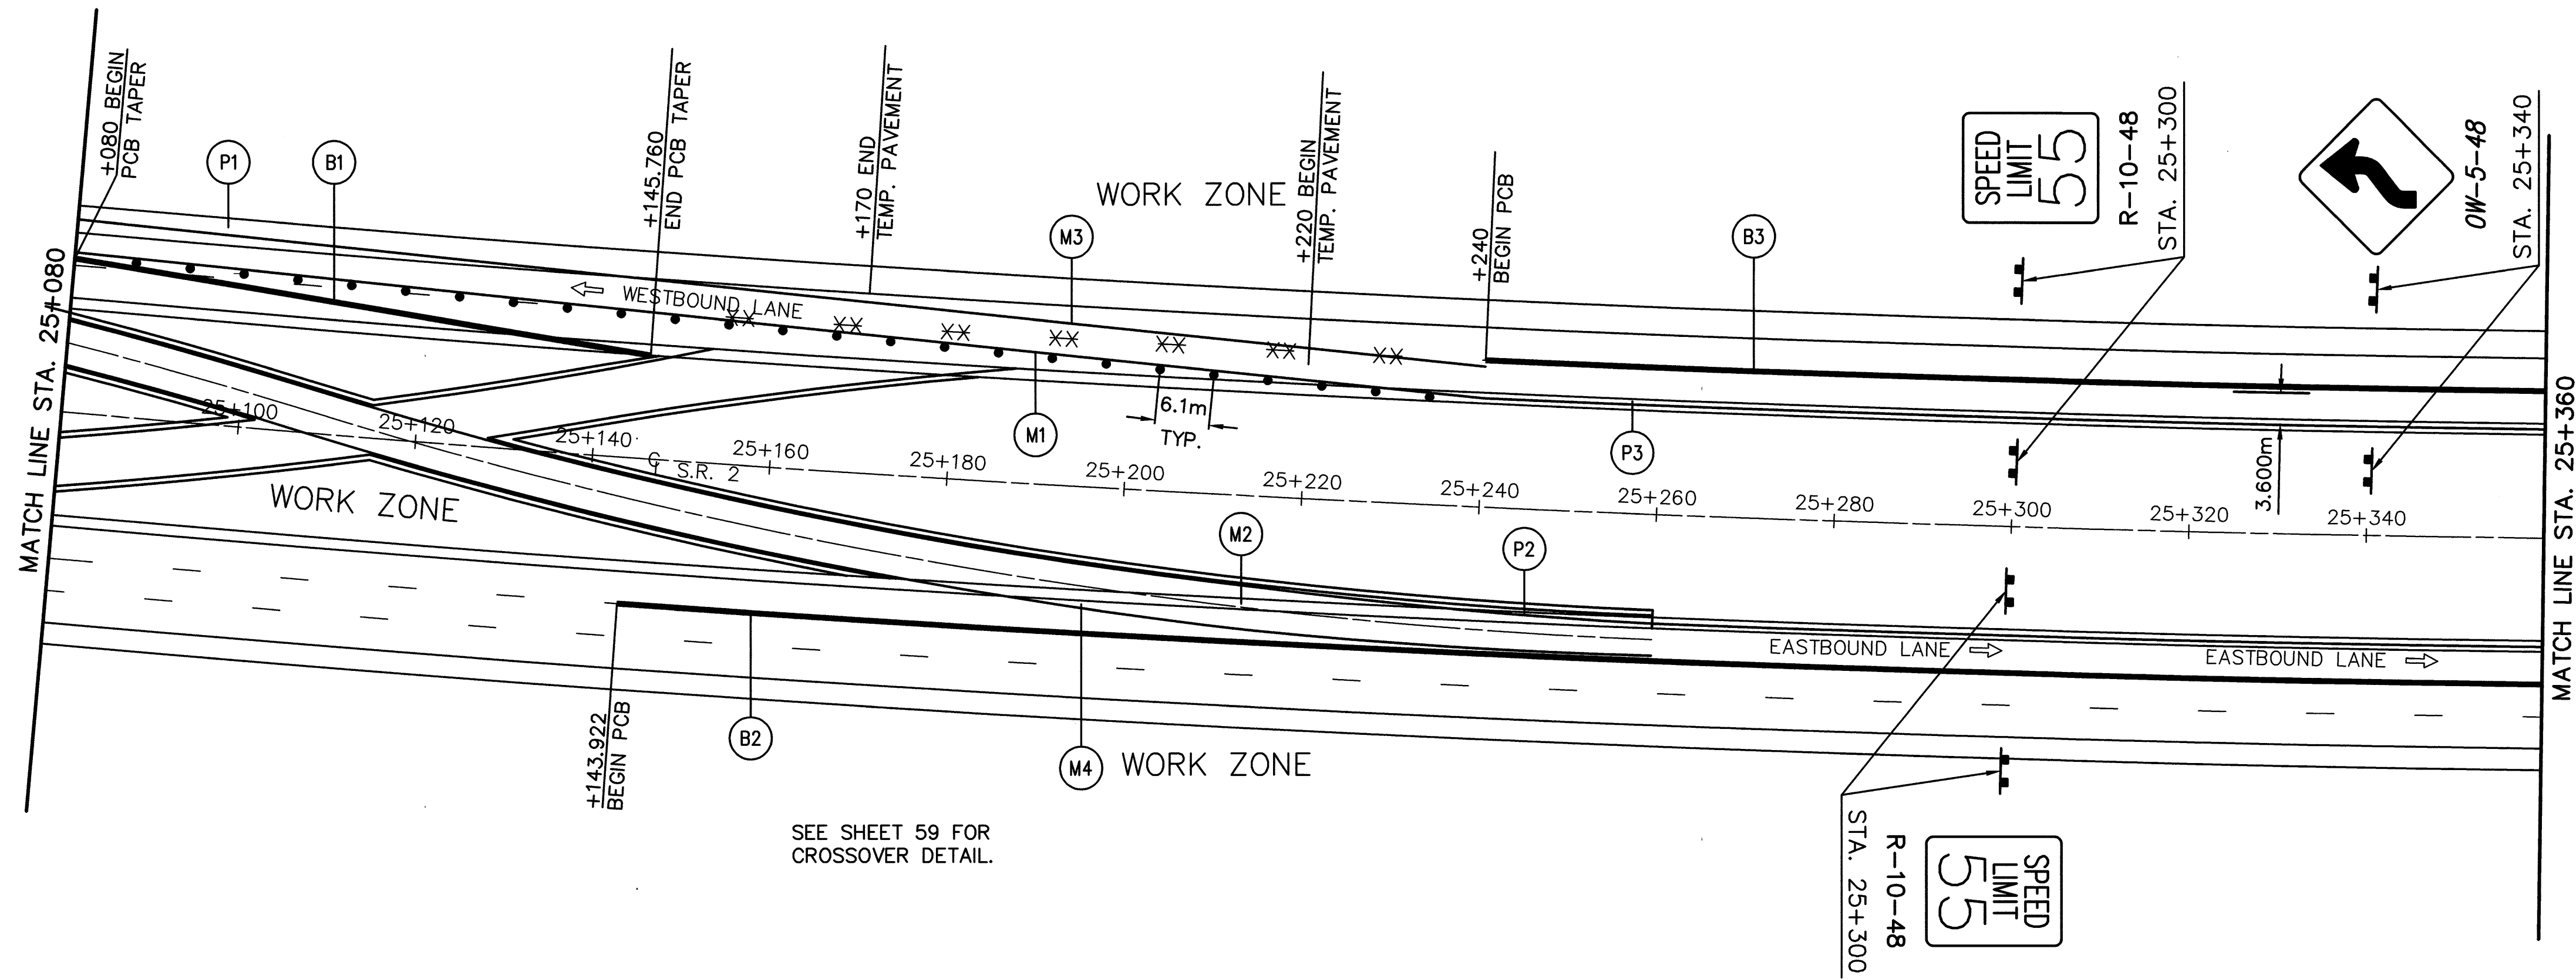 MATCH LINE STA. 25+080
+080 BEGIN
PCB TAPER
P1
B1
+145.760
END PCB TAPER
+170 END
TEMP. PAVEMENT
WORK ZONE
M3
+220 BEGIN
TEMP. PAVEMENT
+240
BEGIN PCB
B3
SPEED
LIMIT
55
R-10-48
STA. 25+300
OW-5-48
STA. 25+340
WESTBOUND LANE
M1
6.1m
TYP.
P3
3.600m
25+100
25+120
25+140
25+160
25+180
25+200
25+220
25+240
25+260
25+280
25+300
25+320
25+340
C S.R. 2
WORK ZONE
M2
P2
EASTBOUND LANE
EASTBOUND LANE
+143.922
BEGIN PCB
B2
M4
WORK ZONE
SEE SHEET 59 FOR
CROSSOVER DETAIL.
STA. 25+300
R-10-48
SPEED
LIMIT
55
MATCH LINE STA. 25+360